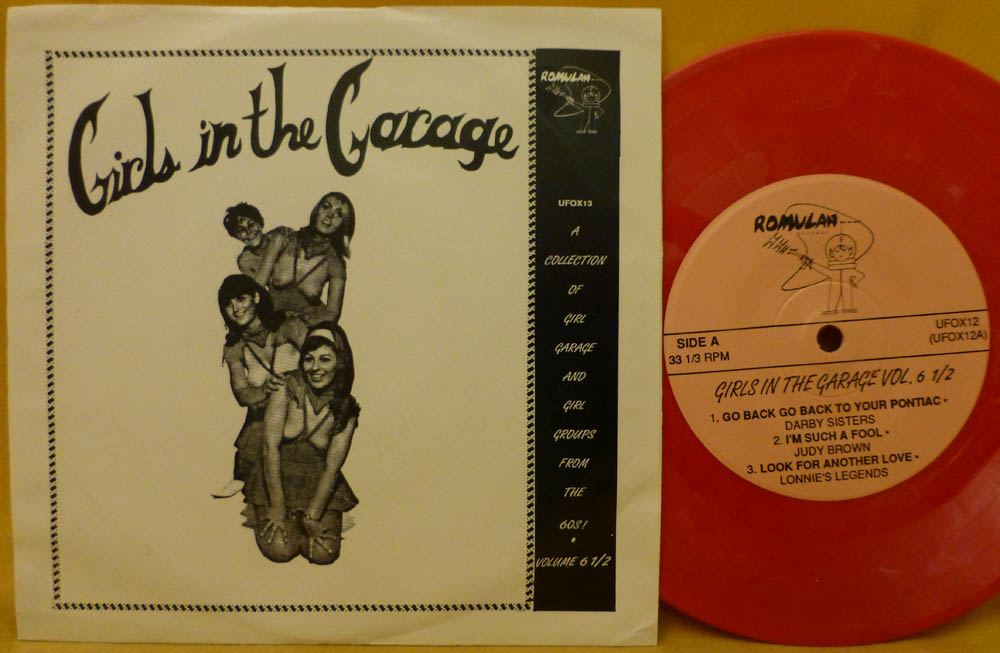 Girls in the Garage
ROMULAN
UFOX13
A
COLLECTION
OF
GIRL
GARAGE
AND
GIRL
GROUPS
FROM
THE
60S!
•
VOLUME 6 1/2
ROMULAN
SIDE A
33 1/3 RPM
UFOX12
(UFOX12A)
GIRLS IN THE GARAGE VOL. 6 1/2
1. GO BACK GO BACK TO YOUR PONTIAC •
DARBY SISTERS
2. I'M SUCH A FOOL •
JUDY BROWN
3. LOOK FOR ANOTHER LOVE •
LONNIE'S LEGENDS